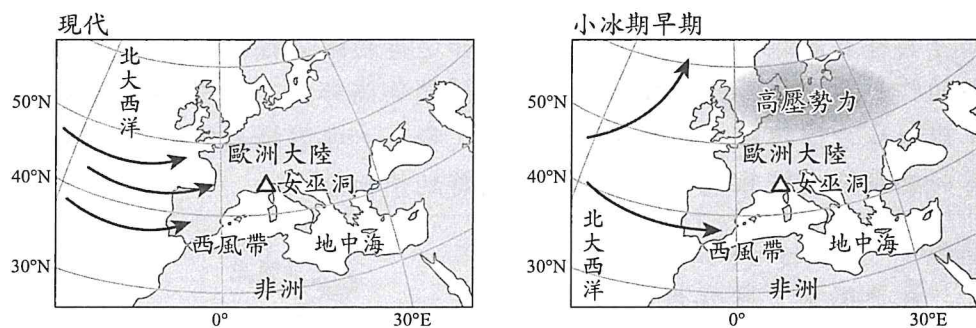 現代
北大西洋
50°N
40°N
30°N
歐洲大陸
女巫洞
西風帶
地中海
非洲
0°
30°E
小冰期早期
高壓勢力
50°N
歐洲大陸
40°N
女巫洞
北大西洋
西風帶
地中海
30°N
非洲
0°
30°E